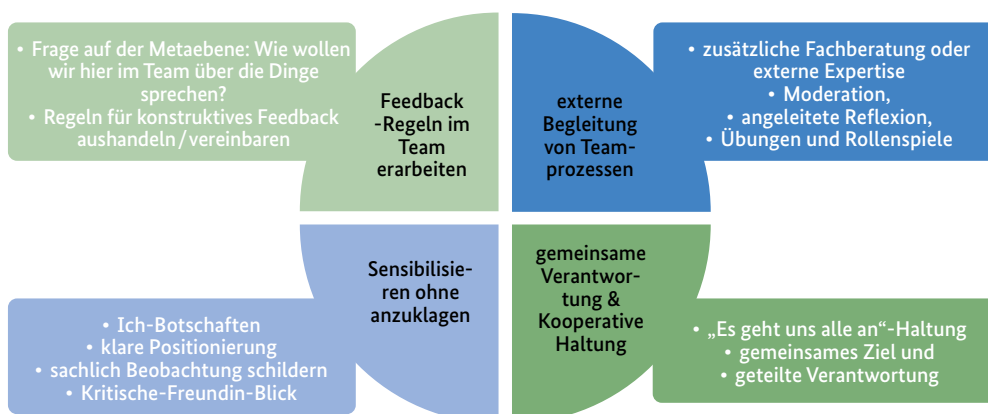 • Frage auf der Metaebene: Wie wollen
wir hier im Team über die Dinge
sprechen?
• Regeln für konstruktives Feedback
aushandeln / vereinbaren
Feedback
-Regeln im
Team
erarbeiten
externe
Begleitung
von Team-
prozessen
• zusätzliche Fachberatung oder
externe Expertise
• Moderation,
• angeleitete Reflexion,
• Übungen und Rollenspiele
• Ich-Botschaften
• klare Positionierung
• sachlich Beobachtung schildern
• Kritische-Freundin-Blick
Sensibilisie-
ren ohne
anzuklagen
gemeinsame
Verantwor-
tung &
Kooperative
Haltung
• „Es geht uns alle an“-Haltung
• gemeinsames Ziel und
• geteilte Verantwortung